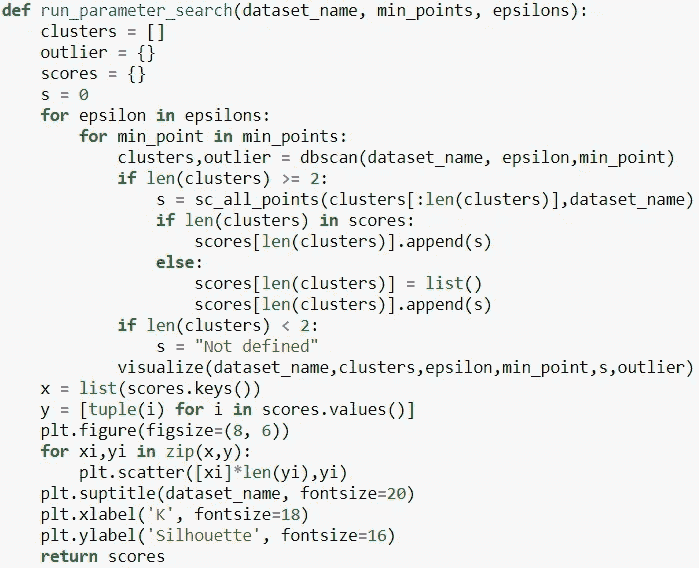 def run_parameter_search(dataset_name, min_points, epsilons):
    clusters = []
    outlier = {}
    scores = {}
    s = 0
    for epsilon in epsilons:
        for min_point in min_points:
            clusters,outlier = dbscan(dataset_name, epsilon,min_point)
            if len(clusters) >= 2:
                s = sc_all_points(clusters[:len(clusters)],dataset_name)
                if len(clusters) in scores:
                    scores[len(clusters)].append(s)
                else:
                    scores[len(clusters)] = list()
                    scores[len(clusters)].append(s)
            if len(clusters) < 2:
                s = "Not defined"
            visualize(dataset_name,clusters,epsilon,min_point,s,outlier)
    x = list(scores.keys())
    y = [tuple(i) for i in scores.values()]
    plt.figure(figsize=(8, 6))
    for xi,yi in zip(x,y):
        plt.scatter([xi]*len(yi),yi)
    plt.suptitle(dataset_name, fontsize=20)
    plt.xlabel('K', fontsize=18)
    plt.ylabel('Silhouette', fontsize=16)
    return scores